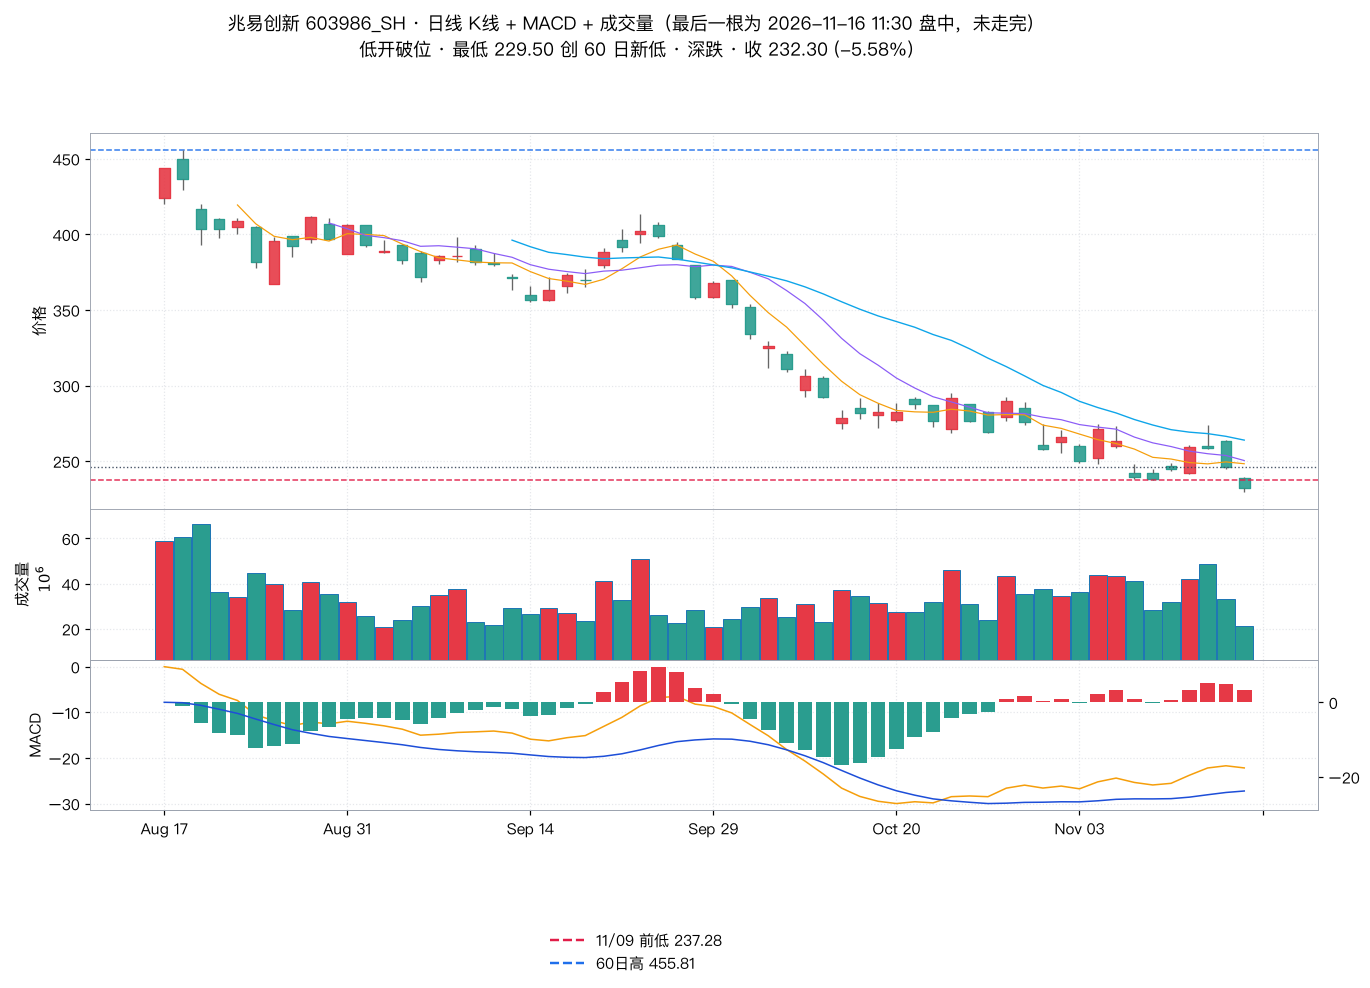 兆易创新 603986_SH · 日线 K线 + MACD + 成交量（最后一根为 2026−11−16 11:30 盘中，未走完）
低开破位 · 最低 229.50 创 60 日新低 · 深跌 · 收 232.30 (−5.58%)
价格
450
400
350
300
250
成交量
10⁶
60
40
20
MACD
0
−10
−20
−30
0
−20
Aug 17
Aug 31
Sep 14
Sep 29
Oct 20
Nov 03
11/09 前低 237.28
60日高 455.81